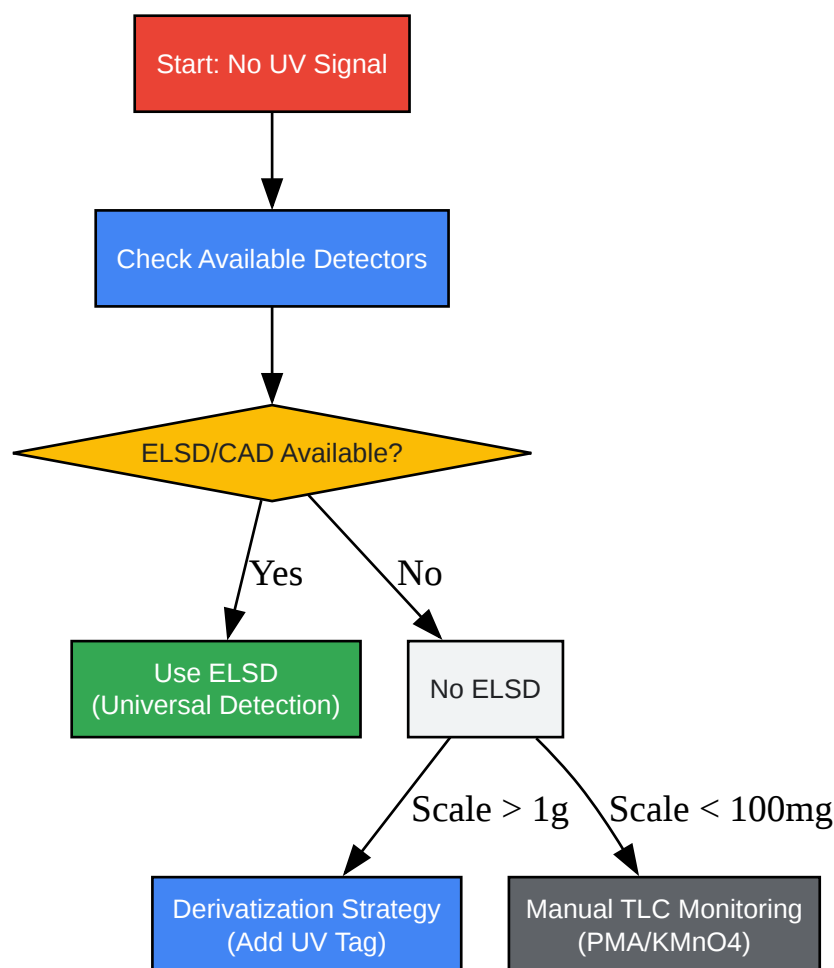 Start: No UV Signal
Check Available Detectors
ELSD/CAD Available?
Yes
No
Use ELSD
(Universal Detection)
No ELSD
Scale > 1g
Scale < 100mg
Derivatization Strategy
(Add UV Tag)
Manual TLC Monitoring
(PMA/KMnO4)